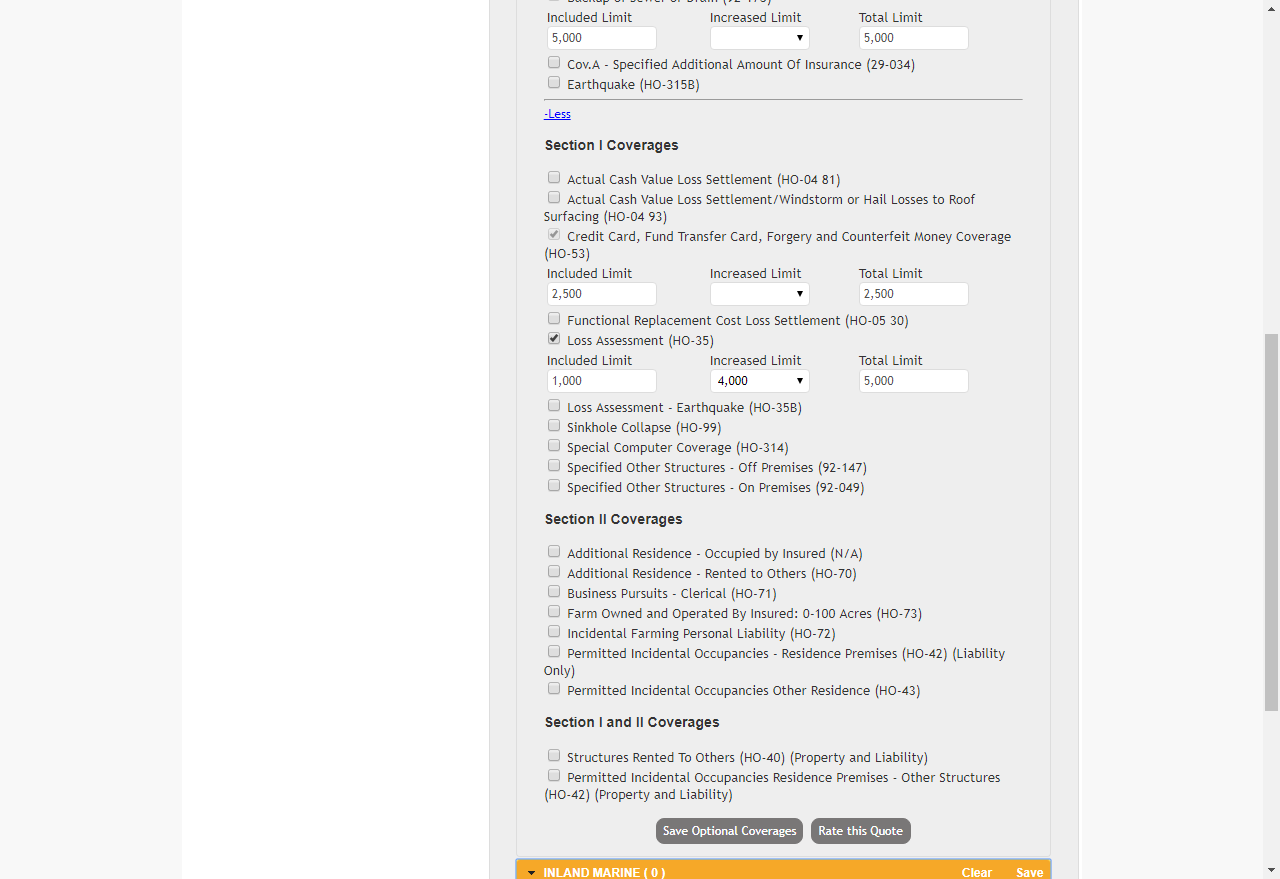 Backup of Sewer or Drain (92-173)
Included Limit Increased Limit Total Limit
5,000 5,000
Cov.A - Specified Additional Amount Of Insurance (29-034)
Earthquake (HO-315B)
-Less
Section I Coverages
Actual Cash Value Loss Settlement (HO-04 81)
Actual Cash Value Loss Settlement/Windstorm or Hail Losses to Roof
Surfacing (HO-04 93)
Credit Card, Fund Transfer Card, Forgery and Counterfeit Money Coverage
(HO-53)
Included Limit Increased Limit Total Limit
2,500 2,500
Functional Replacement Cost Loss Settlement (HO-05 30)
Loss Assessment (HO-35)
Included Limit Increased Limit Total Limit
1,000 4,000 5,000
Loss Assessment - Earthquake (HO-35B)
Sinkhole Collapse (HO-99)
Special Computer Coverage (HO-314)
Specified Other Structures - Off Premises (92-147)
Specified Other Structures - On Premises (92-049)
Section II Coverages
Additional Residence - Occupied by Insured (N/A)
Additional Residence - Rented to Others (HO-70)
Business Pursuits - Clerical (HO-71)
Farm Owned and Operated By Insured: 0-100 Acres (HO-73)
Incidental Farming Personal Liability (HO-72)
Permitted Incidental Occupancies - Residence Premises (HO-42) (Liability
Only)
Permitted Incidental Occupancies Other Residence (HO-43)
Section I and II Coverages
Structures Rented To Others (HO-40) (Property and Liability)
Permitted Incidental Occupancies Residence Premises - Other Structures
(HO-42) (Property and Liability)
Save Optional Coverages Rate this Quote
INLAND MARINE ( 0 ) Clear Save